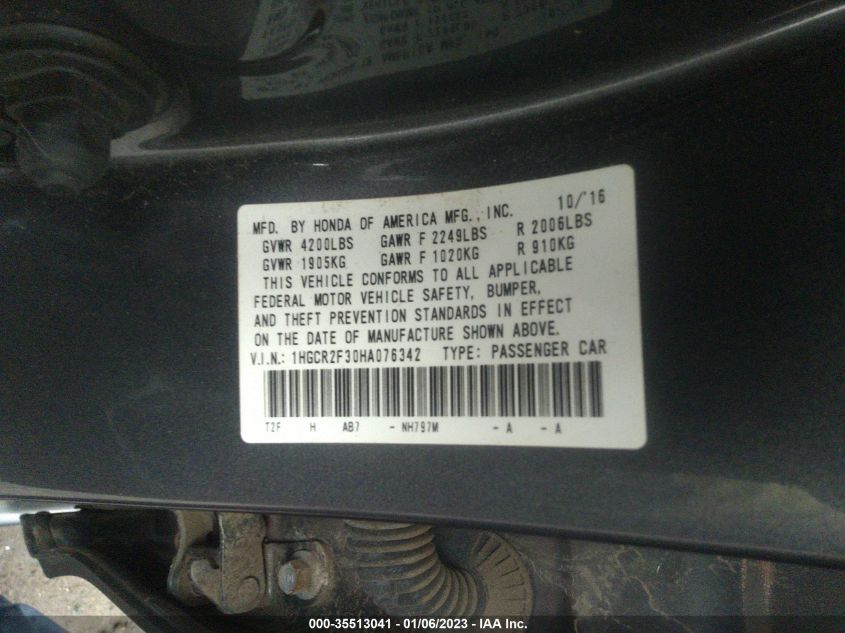 MFD. BY HONDA OF AMERICA MFG., INC. 10/'16
GVWR 4200LBS GAWR F 2249LBS R 2006LBS
GVWR 1905KG GAWR F 1020KG R 910KG
THIS VEHICLE CONFORMS TO ALL APPLICABLE
FEDERAL MOTOR VEHICLE SAFETY, BUMPER,
AND THEFT PREVENTION STANDARDS IN EFFECT
ON THE DATE OF MANUFACTURE SHOWN ABOVE.
V.I.N.: 1HGCR2F30HA076342 TYPE: PASSENGER CAR
T2F H AB7 - NH797M - A - A
000-35513041 - 01/06/2023 - IAA Inc.